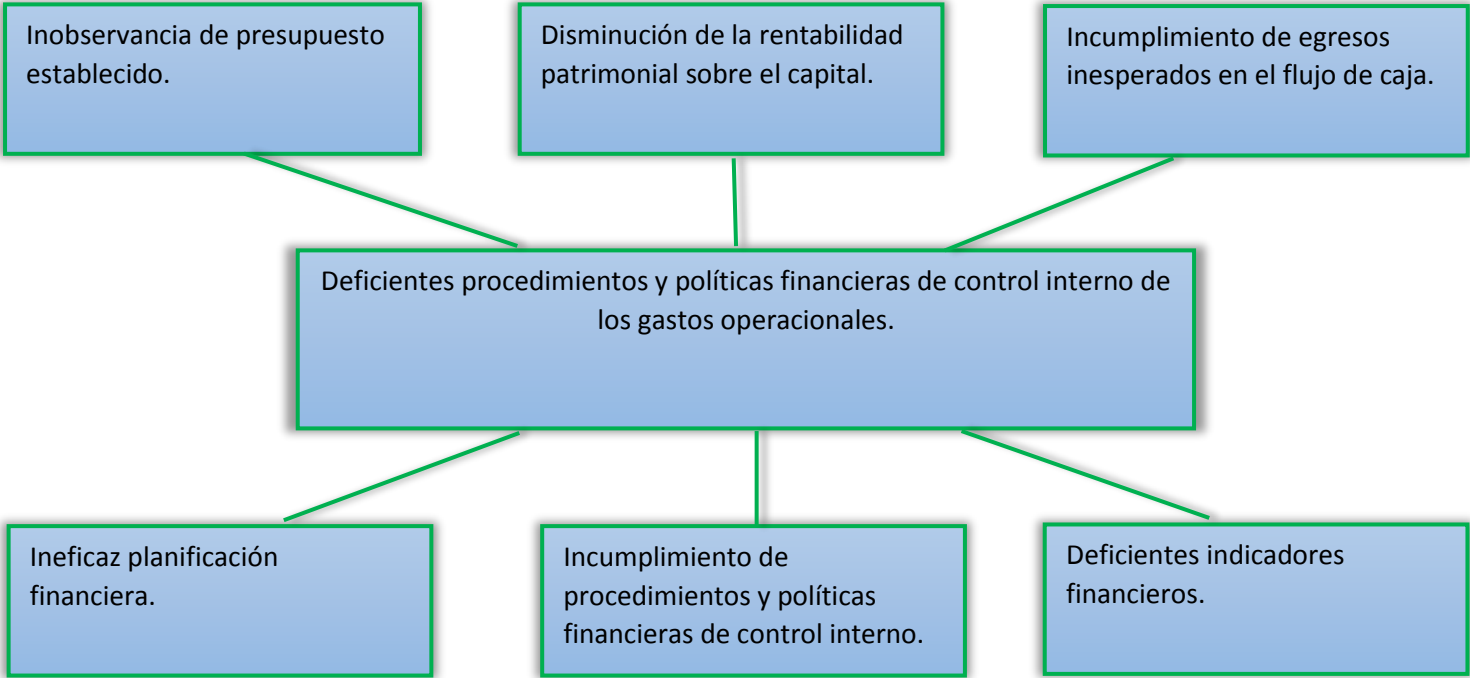 Inobservancia de presupuesto
establecido.
Disminución de la rentabilidad
patrimonial sobre el capital.
Incumplimiento de egresos
inesperados en el flujo de caja.
Deficientes procedimientos y políticas financieras de control interno de
los gastos operacionales.
Ineficaz planificación
financiera.
Incumplimiento de
procedimientos y políticas
financieras de control interno.
Deficientes indicadores
financieros.